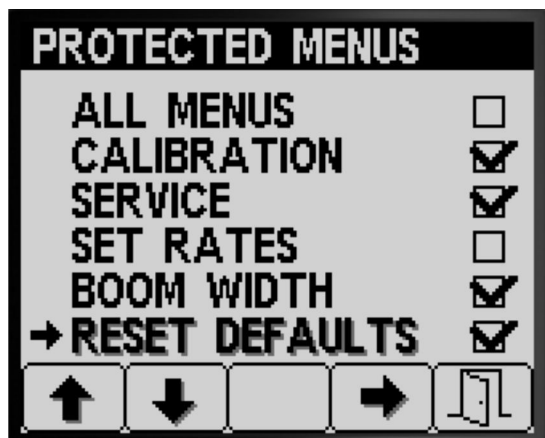 PROTECTED MENUS
ALL MENUS
CALIBRATION
SERVICE
SET RATES
BOOM WIDTH
RESET DEFAULTS